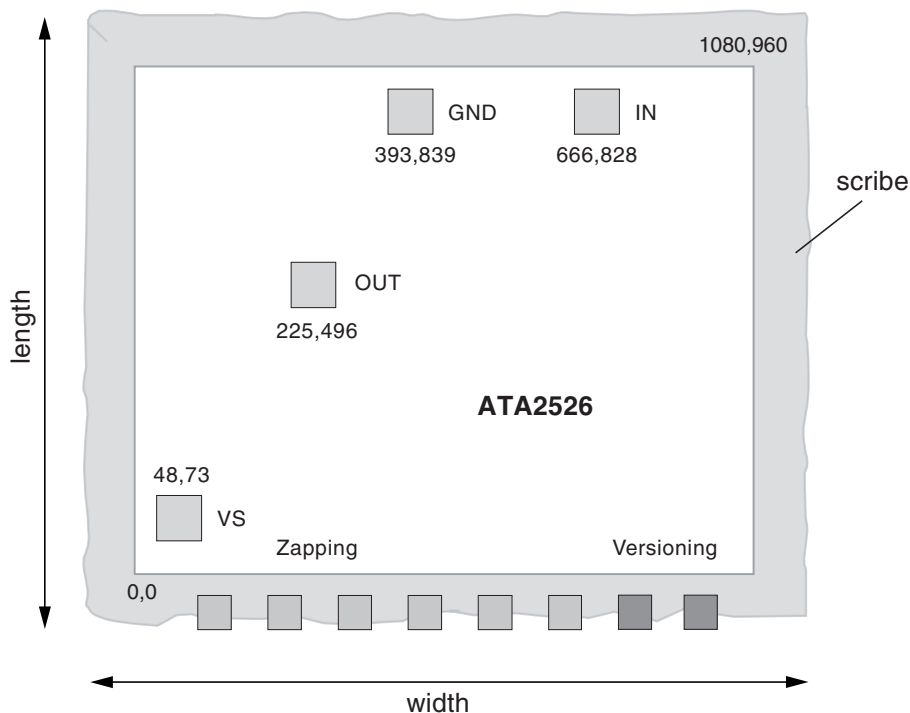 1080,960
GND
IN
393,839
666,828
scribe
OUT
225,496
length
ATA2526
48,73
VS
Zapping
Versioning
0,0
width